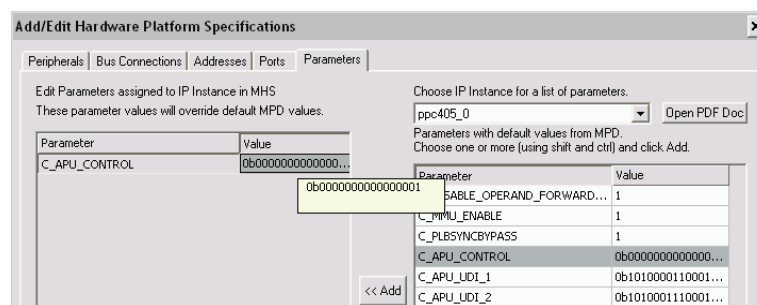 Add/Edit Hardware Platform Specifications
Peripherals Bus Connections Addresses Ports Parameters
Edit Parameters assigned to IP Instance in MHS
These parameter values will override default MPD values.
Parameter Value
C_APU_CONTROL 0b0000000000000...
0b0000000000000001
Choose IP Instance for a list of parameters.
ppc405_0 Open PDF Doc
Parameters with default values from MPD.
Choose one or more (using shift and ctrl) and click Add.
Parameter Value
SABLE_OPERAND_FORWARD... 1
C_MMU_ENABLE 1
C_PLBSYNCBYPASS 1
C_APU_CONTROL 0b0000000000000...
C_APU_UDI_1 0b1010000110001...
C_APU_UDI_2 0b1010001110001...
<< Add